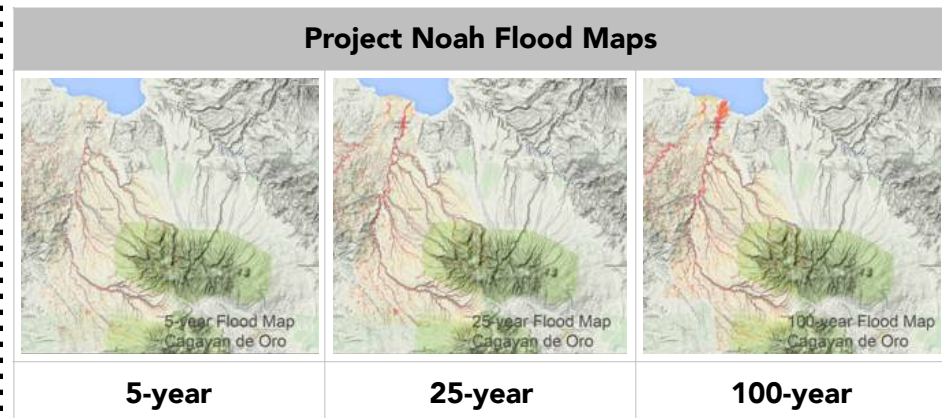 Project Noah Flood Maps
5-year Flood Map
Cagayan de Oro
25-year Flood Map
Cagayan de Oro
100-year Flood Map
Cagayan de Oro
5-year
25-year
100-year